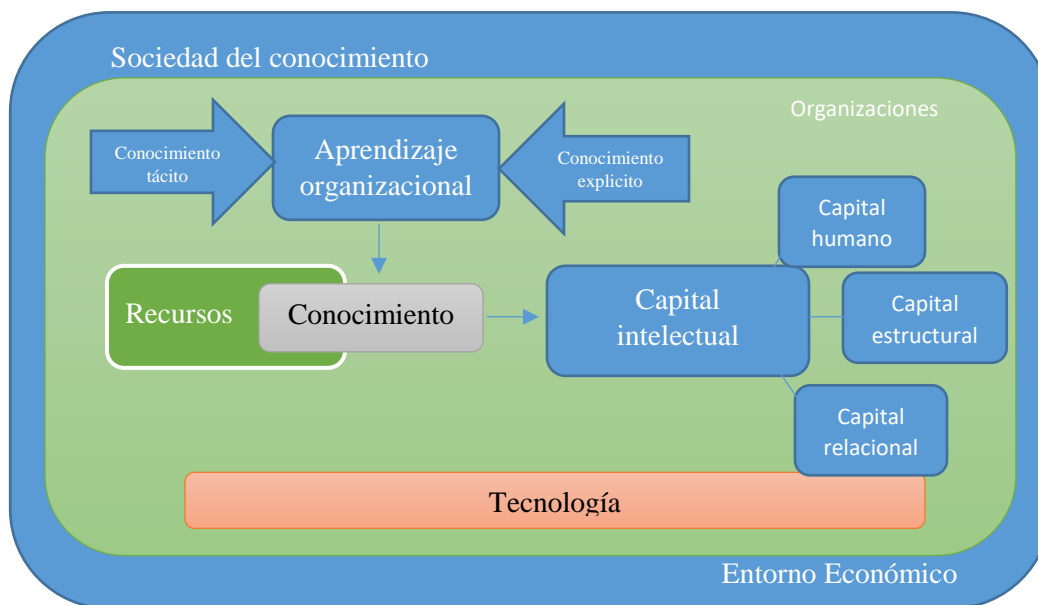 Sociedad del conocimiento
Organizaciones
Conocimiento
tácito
Aprendizaje
organizacional
Conocimiento
explicito
Capital
humano
Recursos
Conocimiento
Capital
intelectual
Capital
estructural
Capital
relacional
Tecnología
Entorno Económico